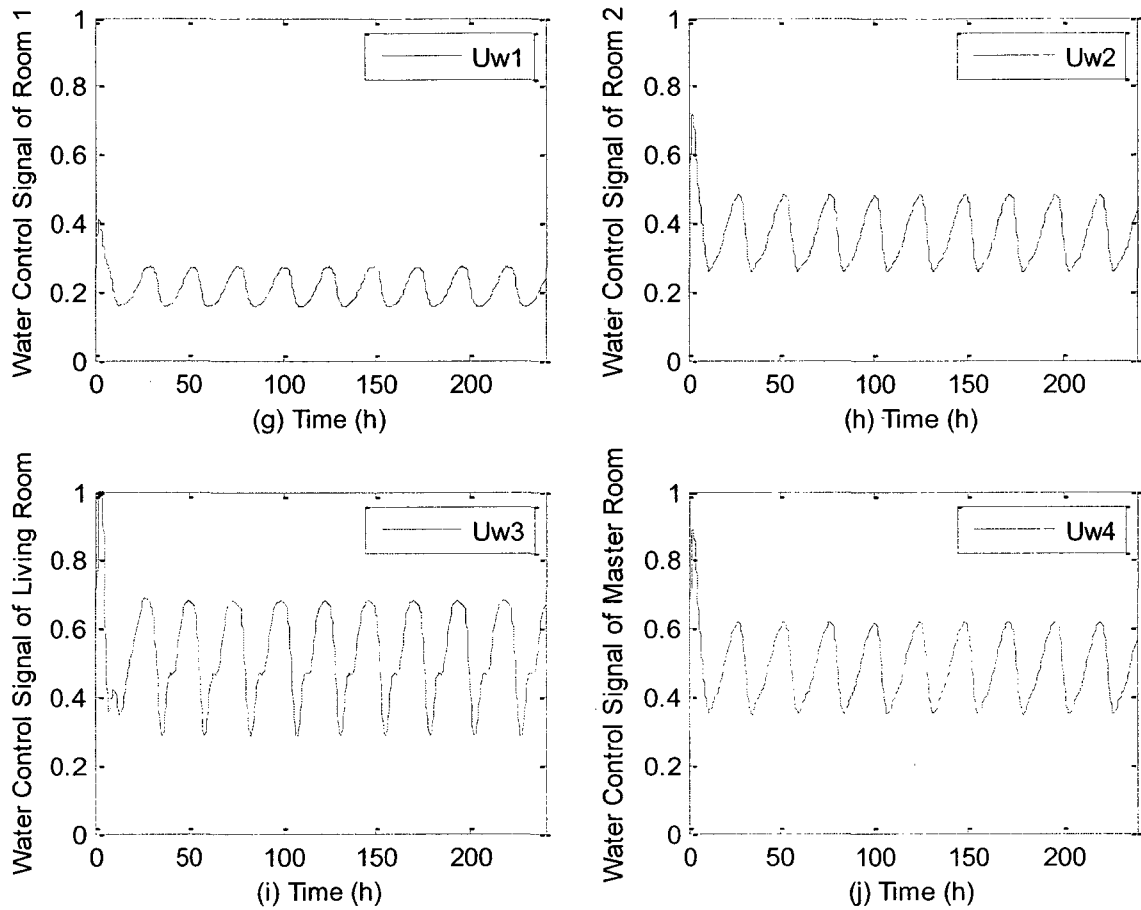 Water Control Signal of Room 1
1
0.8
0.6
0.4
0.2
0
Uw1
0 50 100 150 200
(g) Time (h)
Water Control Signal of Room 2
1
0.8
0.6
0.4
0.2
0
Uw2
0 50 100 150 200
(h) Time (h)
Water Control Signal of Living Room
1
0.8
0.6
0.4
0.2
0
Uw3
0 50 100 150 200
(i) Time (h)
Water Control Signal of Master Room
1
0.8
0.6
0.4
0.2
0
Uw4
0 50 100 150 200
(j) Time (h)